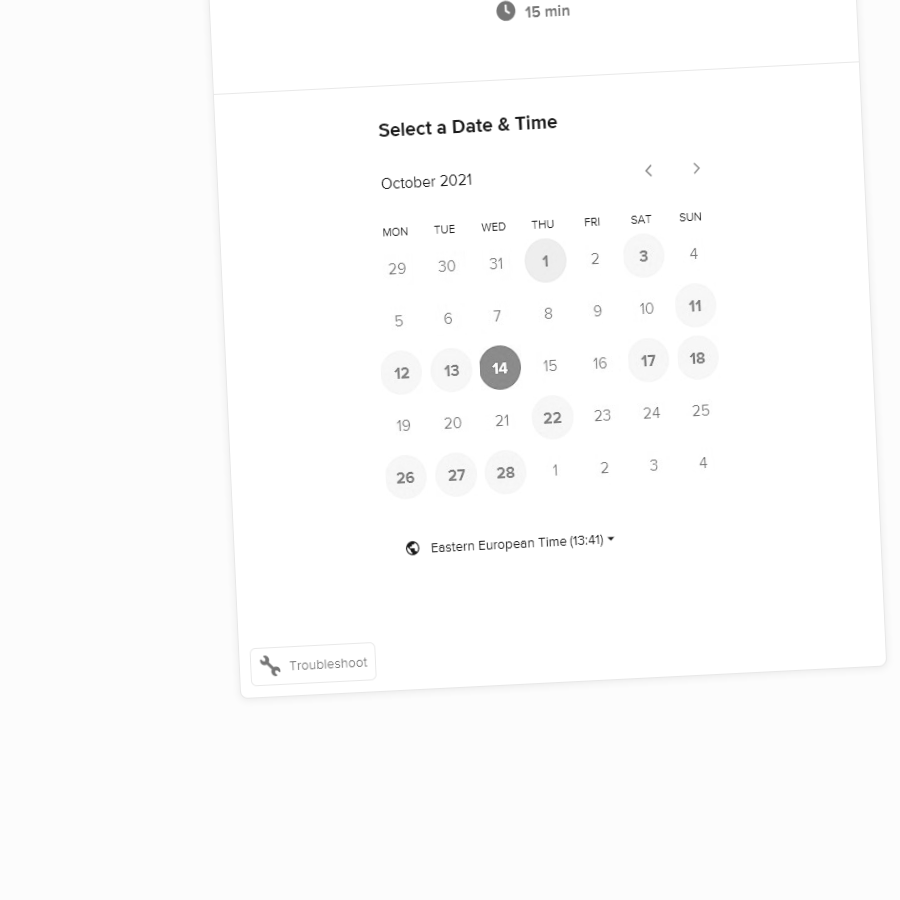 15 min
Select a Date & Time
October 2021
MON TUE WED THU FRI SAT SUN
29 30 31 1 2 3 4
5 6 7 8 9 10 11
12 13 14 15 16 17 18
19 20 21 22 23 24 25
26 27 28 1 2 3 4
Eastern European Time (13:41)
Troubleshoot